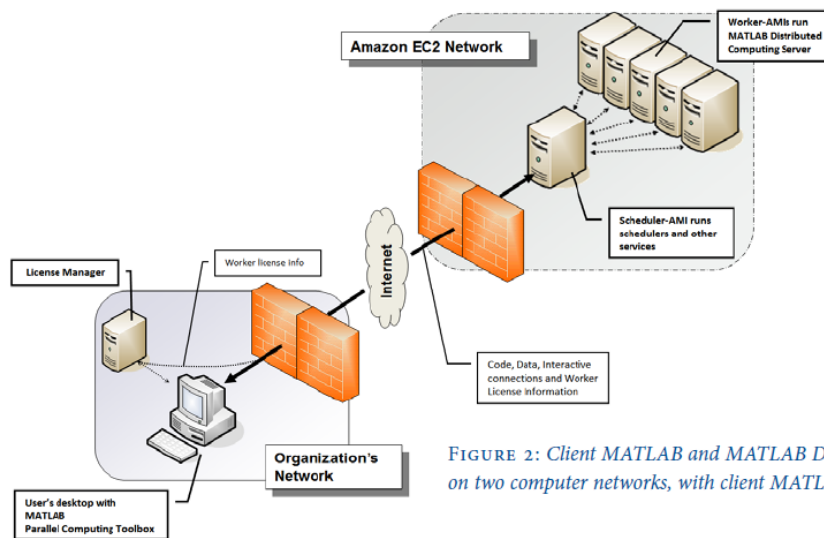 Amazon EC2 Network
Worker-AMIs run
MATLAB Distributed
Computing Server
Scheduler-AMI runs
schedulers and other
services
Internet
Worker license info
License Manager
Code, Data, Interactive
connections and Worker
License Information
Organization's
Network
User's desktop with
MATLAB
Parallel Computing Toolbox
FIGURE 2: Client MATLAB and MATLAB D
on two computer networks, with client MATL